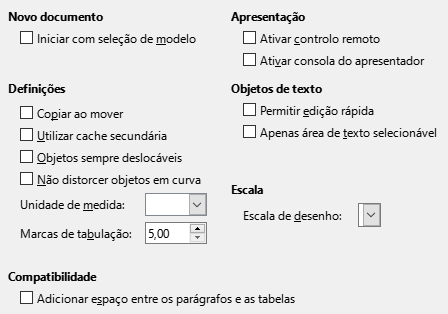 Novo documento
Iniciar com seleção de modelo
Definições
Copiar ao mover
Utilizar cache secundária
Objetos sempre deslocáveis
Não distorcer objetos em curva
Unidade de medida:
Marcas de tabulação: 5,00
Compatibilidade
Adicionar espaço entre os parágrafos e as tabelas
Apresentação
Ativar controlo remoto
Ativar consola do apresentador
Objetos de texto
Permitir edição rápida
Apenas área de texto selecionável
Escala
Escala de desenho: